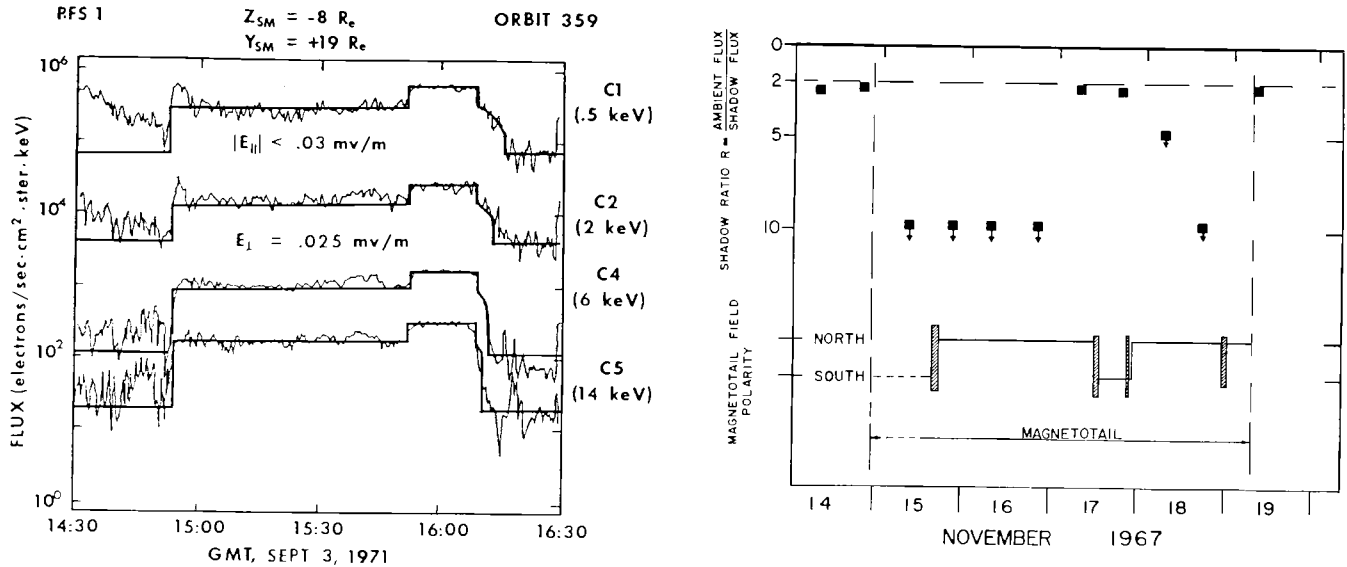 PFS 1
Z_SM = -8 R_e
ORBIT 359
Y_SM = +19 R_e
10^6
10^4
10^2
10^0
FLUX (electrons/sec·cm^2·ster·keV)
C1
(.5 keV)
|E_||| < .03 mv/m
C2
(2 keV)
E_⊥ = .025 mv/m
C4
(6 keV)
C5
(14 keV)
14:30 15:00 15:30 16:00 16:30
GMT, SEPT 3, 1971
SHADOW RATIO R = AMBIENT FLUX
SHADOW FLUX
0
2
5
10
MAGNETOTAIL FIELD
POLARITY
NORTH
SOUTH
MAGNETOTAIL
14 15 16 17 18 19
NOVEMBER 1967